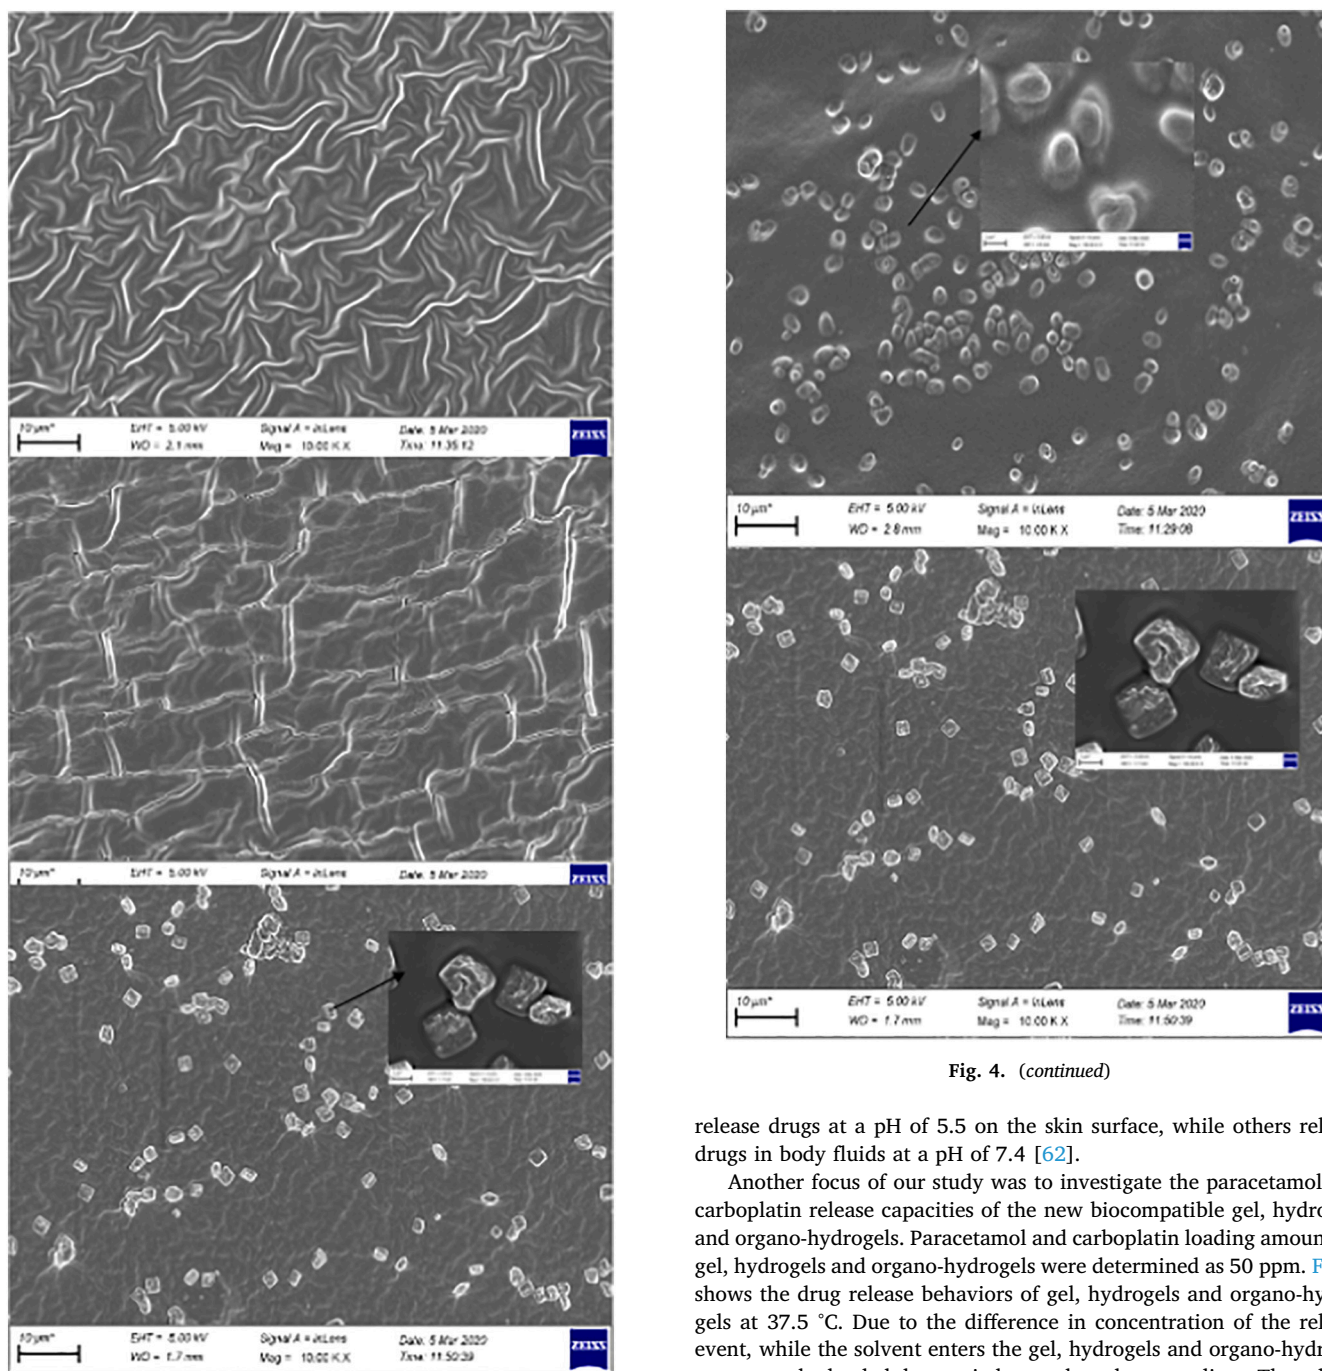 10 µm* EHT = 5.00 kV Signal A = InLens Date: 5 Mar 2020
WD = 2.1 mm Mag = 10.00 K X Time: 11:35:12
ZEISS
10 µm* EHT = 5.00 kV Signal A = InLens Date: 5 Mar 2020
ZEISS
10 µm* EHT = 5.00 kV Signal A = InLens Date: 5 Mar 2020
WD = 1.7 mm Mag = 10.00 K X Time: 11:50:39
ZEISS
10 µm* EHT = 5.00 kV Signal A = InLens Date: 5 Mar 2020
WD = 2.8 mm Mag = 10.00 K X Time: 11:29:08
ZEISS
10 µm* EHT = 5.00 kV Signal A = InLens Date: 5 Mar 2020
WD = 1.7 mm Mag = 10.00 K X Time: 11:50:39
ZEISS
Fig. 4. (continued)
release drugs at a pH of 5.5 on the skin surface, while others rel
drugs in body fluids at a pH of 7.4 [62].
Another focus of our study was to investigate the paracetamol
carboplatin release capacities of the new biocompatible gel, hydro
and organo-hydrogels. Paracetamol and carboplatin loading amoun
gel, hydrogels and organo-hydrogels were determined as 50 ppm. F
shows the drug release behaviors of gel, hydrogels and organo-hy
gels at 37.5 °C. Due to the difference in concentration of the rel
event, while the solvent enters the gel, hydrogels and organo-hydr